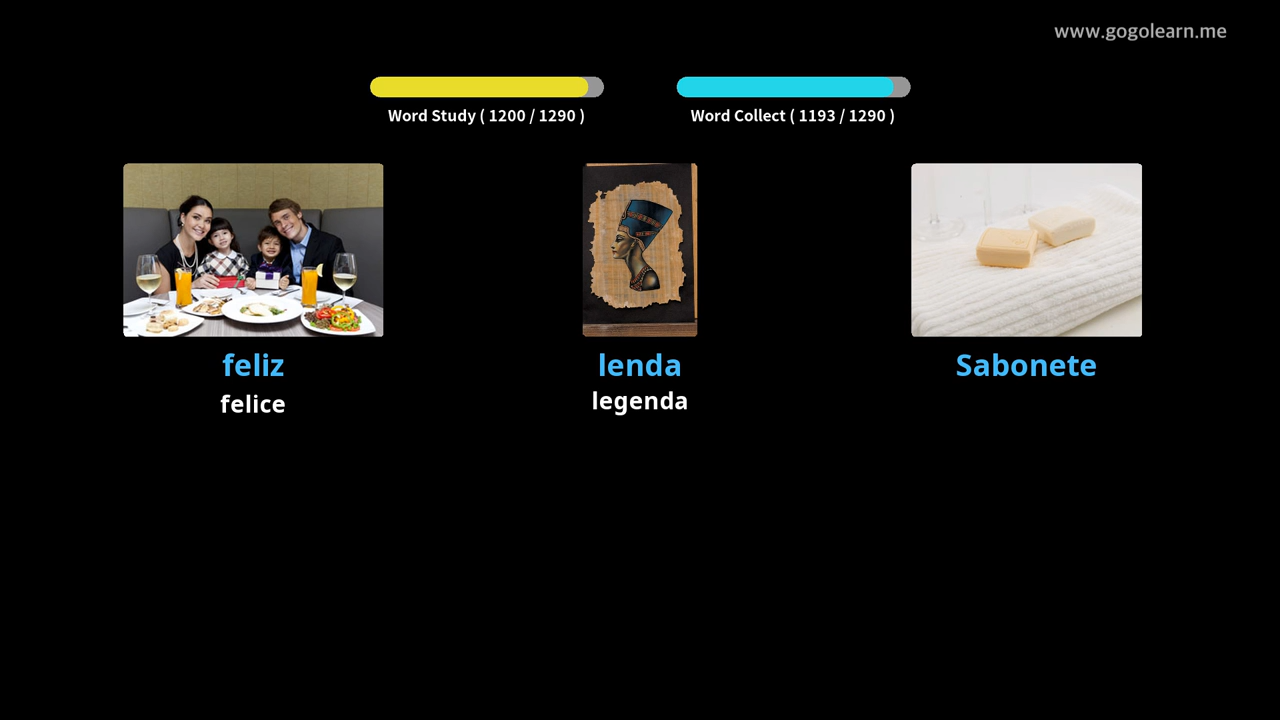 www.gogolearn.me
Word Study ( 1200 / 1290 )
Word Collect ( 1193 / 1290 )
feliz
felice
lenda
legenda
Sabonete